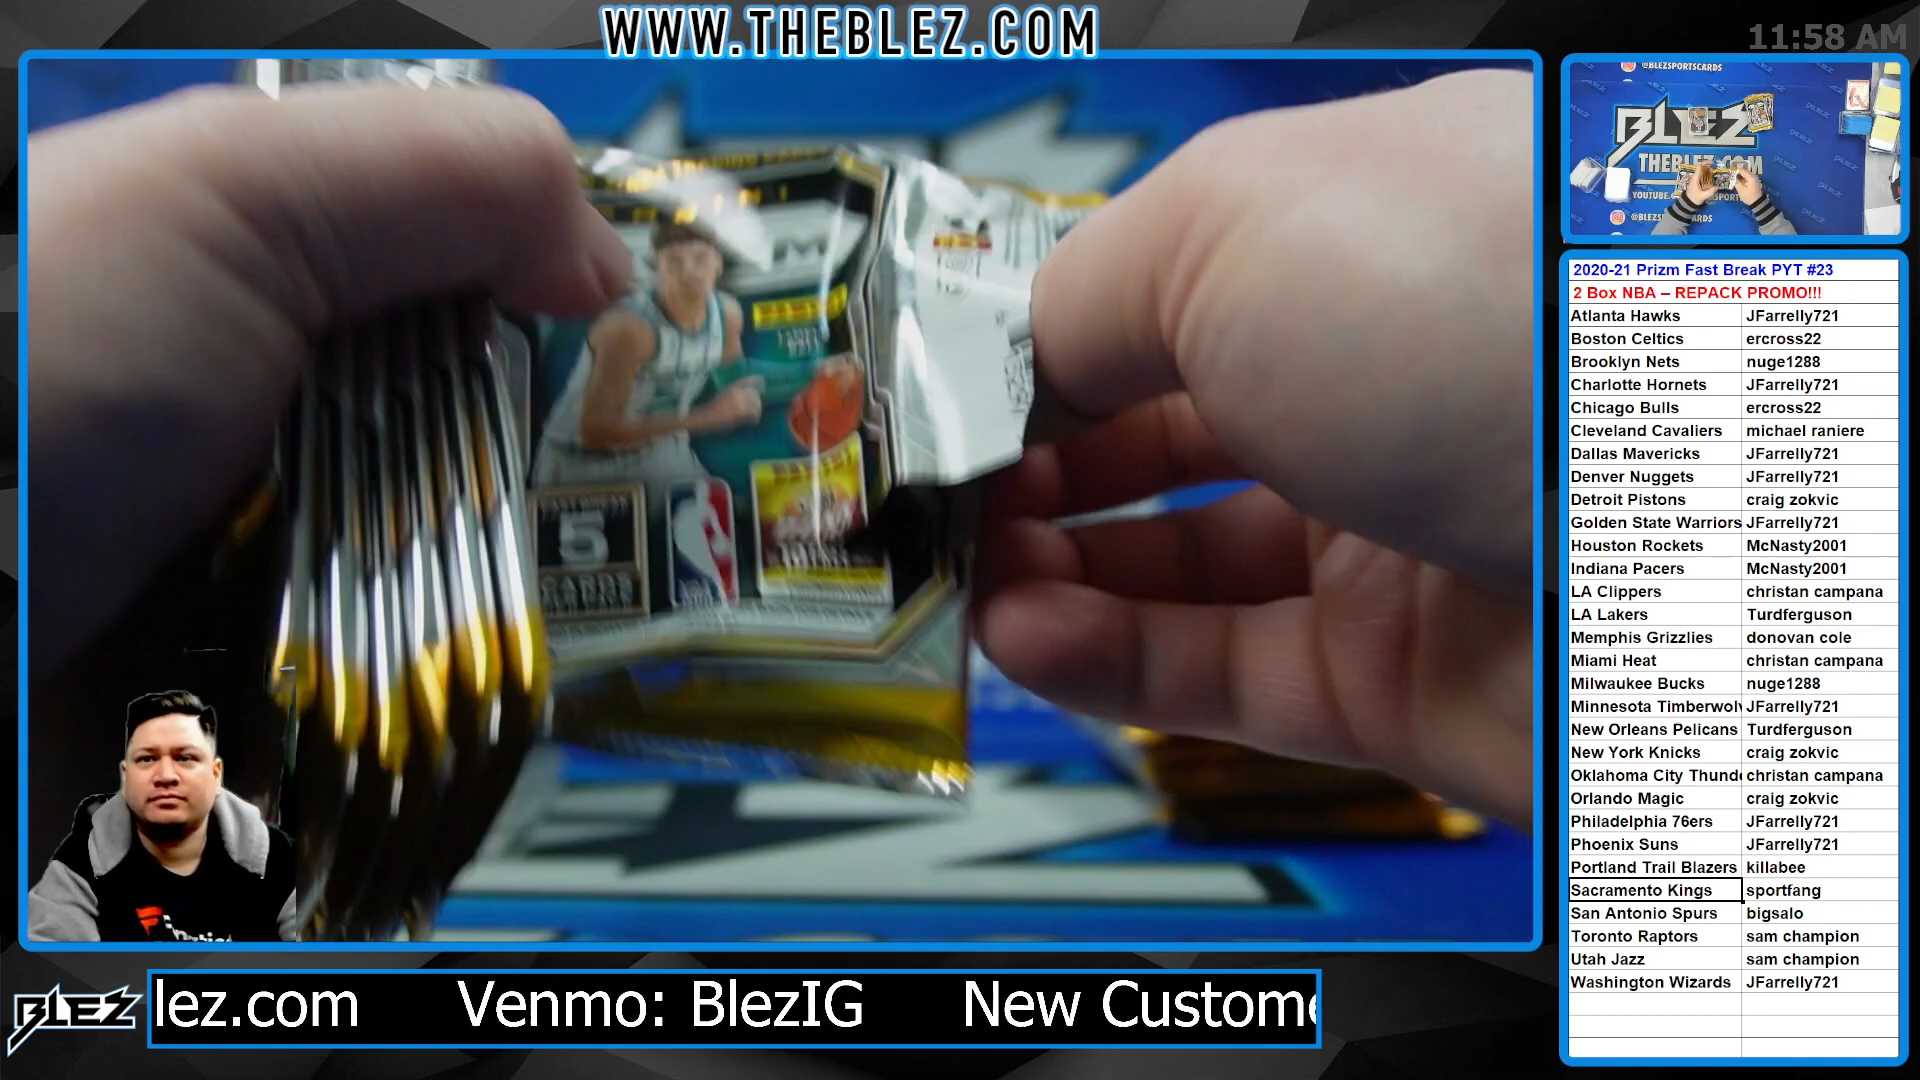 WWW.THEBLEZ.COM
11:58 AM
@BLEZSPORTSCARDS
BLEZ
THEBLEZ.COM
5
CARDS
2020-21 Prizm Fast Break PYT #23
2 Box NBA – REPACK PROMO!!!
Atlanta Hawks JFarrelly721
Boston Celtics ercross22
Brooklyn Nets nuge1288
Charlotte Hornets JFarrelly721
Chicago Bulls ercross22
Cleveland Cavaliers michael raniere
Dallas Mavericks JFarrelly721
Denver Nuggets JFarrelly721
Detroit Pistons craig zokvic
Golden State Warriors JFarrelly721
Houston Rockets McNasty2001
Indiana Pacers McNasty2001
LA Clippers christan campana
LA Lakers Turdferguson
Memphis Grizzlies donovan cole
Miami Heat christan campana
Milwaukee Bucks nuge1288
Minnesota Timberwolv JFarrelly721
New Orleans Pelicans Turdferguson
New York Knicks craig zokvic
Oklahoma City Thunde christan campana
Orlando Magic craig zokvic
Philadelphia 76ers JFarrelly721
Phoenix Suns JFarrelly721
Portland Trail Blazers killabee
Sacramento Kings sportfang
San Antonio Spurs bigsalo
Toronto Raptors sam champion
Utah Jazz sam champion
Washington Wizards JFarrelly721
BLEZ
lez.com Venmo: BlezIG New Custome